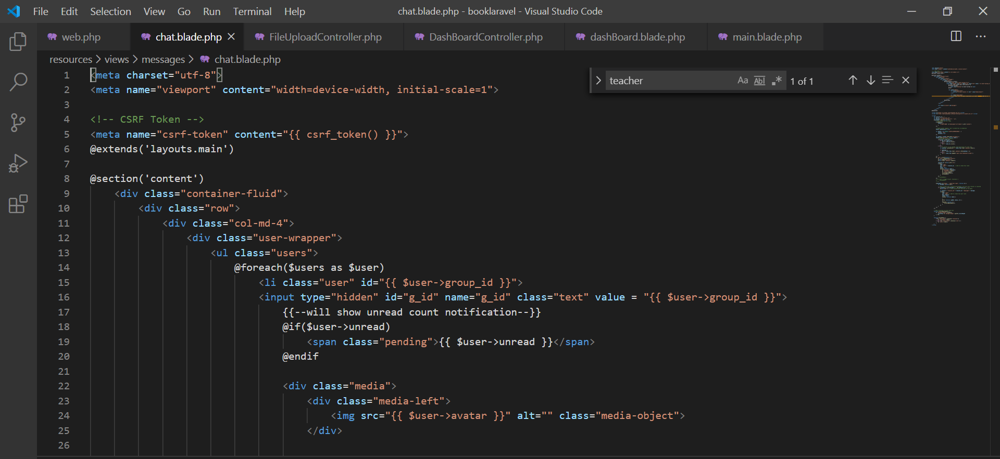 File Edit Selection View Go Run Terminal Help chat.blade.php - booklaravel - Visual Studio Code
web.php chat.blade.php FileUploadController.php DashBoardController.php dashBoard.blade.php main.blade.php
resources > views > messages > chat.blade.php
teacher Aa Abl .* 1 of 1
1 <meta charset="utf-8">
2 <meta name="viewport" content="width=device-width, initial-scale=1">
3
4 <!-- CSRF Token -->
5 <meta name="csrf-token" content="{{ csrf_token() }}">
6 @extends('layouts.main')
7
8 @section('content')
9 <div class="container-fluid">
10 <div class="row">
11 <div class="col-md-4">
12 <div class="user-wrapper">
13 <ul class="users">
14 @foreach($users as $user)
15 <li class="user" id="{{ $user->group_id }}">
16 <input type="hidden" id="g_id" name="g_id" class="text" value = "{{ $user->group_id }}">
17 {{--will show unread count notification--}}
18 @if($user->unread)
19 <span class="pending">{{ $user->unread }}</span>
20 @endif
21
22 <div class="media">
23 <div class="media-left">
24 <img src="{{ $user->avatar }}" alt="" class="media-object">
25 </div>
26